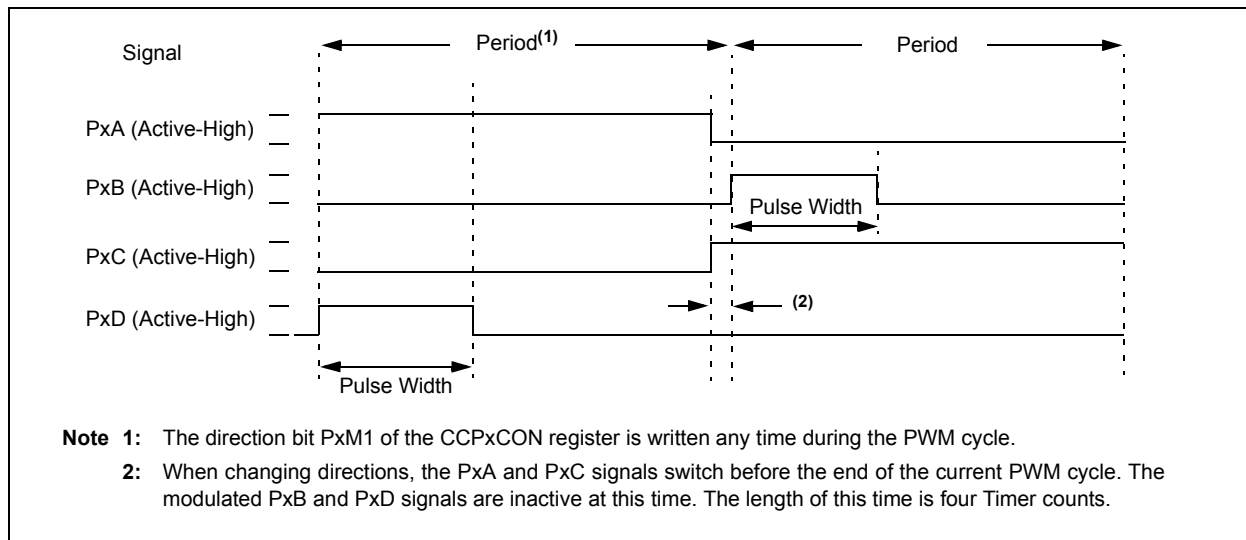 Signal
Period(1)
Period
PxA (Active-High)
PxB (Active-High)
Pulse Width
PxC (Active-High)
(2)
PxD (Active-High)
Pulse Width
Note 1: The direction bit PxM1 of the CCPxCON register is written any time during the PWM cycle.
2: When changing directions, the PxA and PxC signals switch before the end of the current PWM cycle. The
modulated PxB and PxD signals are inactive at this time. The length of this time is four Timer counts.